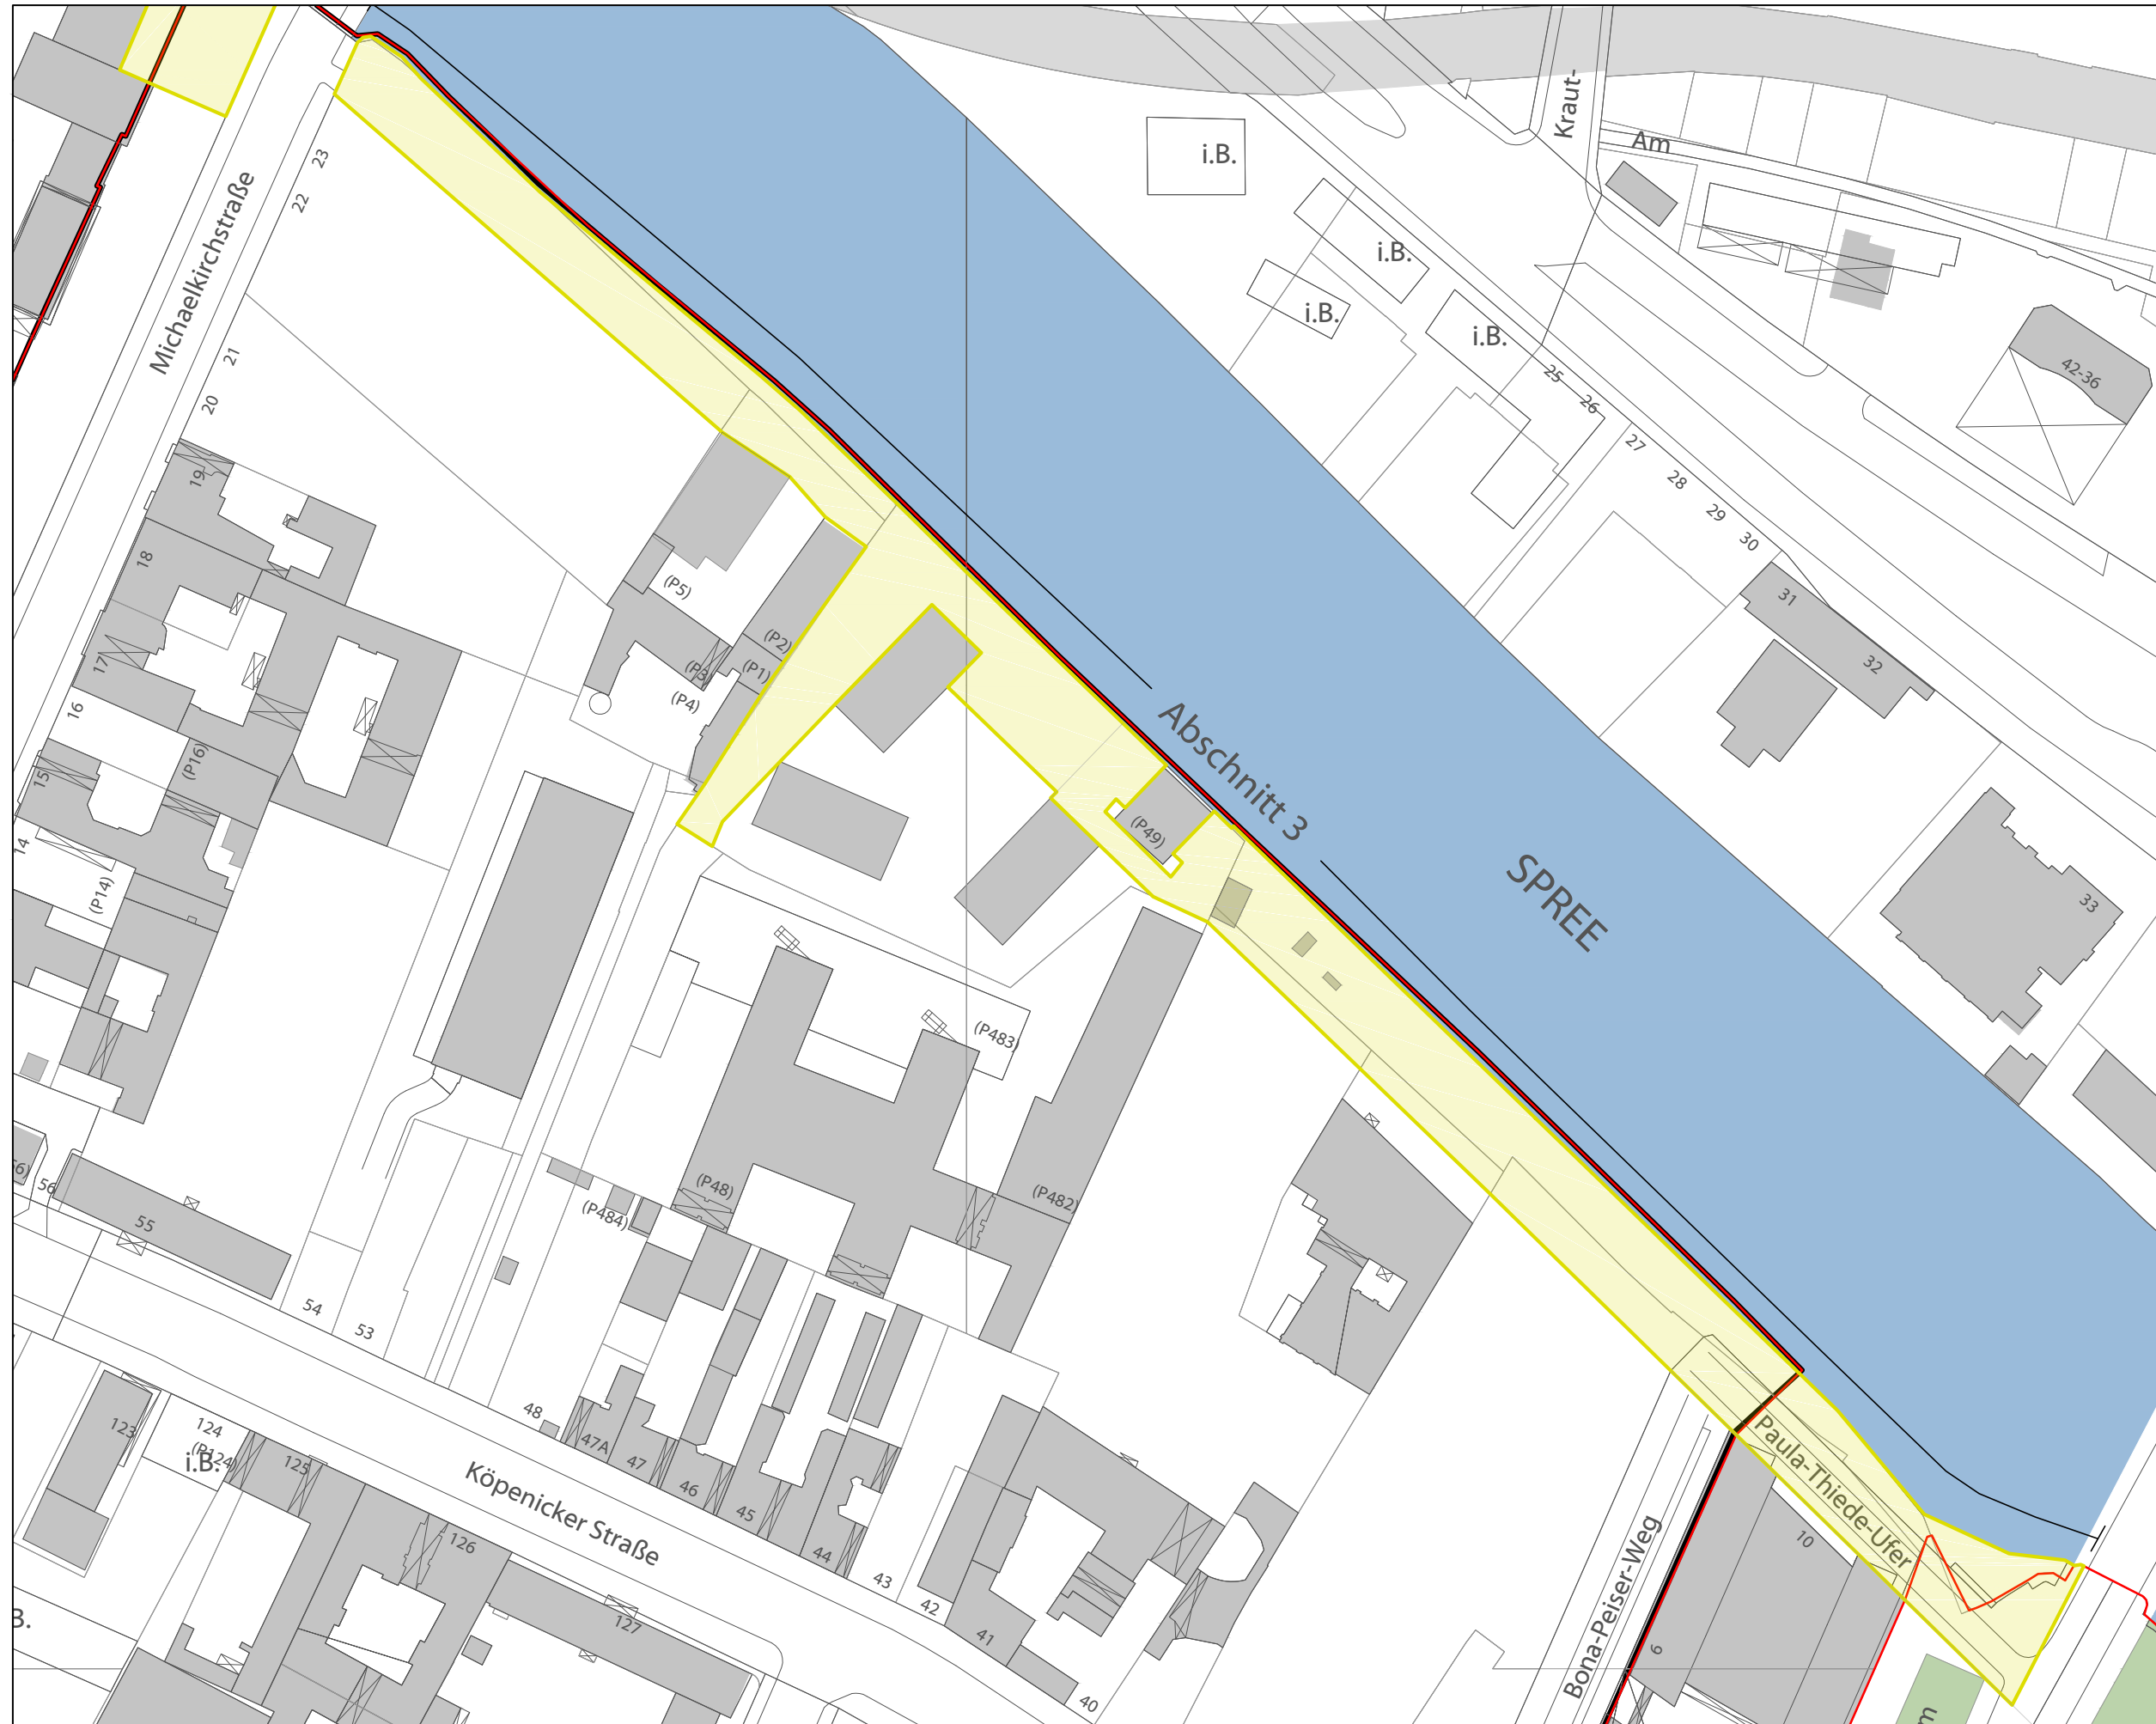 Kraut-
Am
i.B.
i.B.
i.B.
i.B.
Michaelkirchstraße
23
22
21
20
19
18
17
16
15
14
(P16)
(P14)
25
26
27
28
29
30
31
32
33
42-36
(P5)
(P2)
(P1)
(P3)
(P4)
Abschnitt 3
(P49)
SPREE
(P483)
(P48)
(P482)
(P484)
56
55
54
53
48
47A
47
46
45
44
43
42
41
40
Köpenicker Straße
123
124
(P124)
i.B.
125
126
127
B.
Bona-Peiser-Weg
Paula-Thiede-Ufer
10
6
m